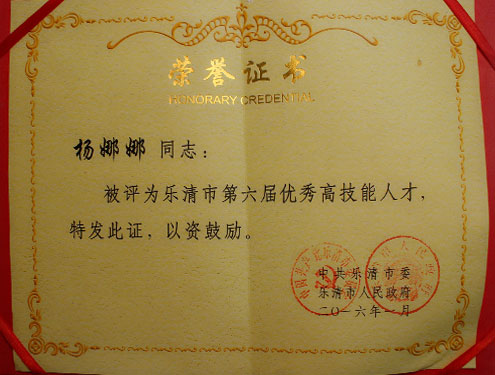 荣誉证书
HONORARY CREDENTIAL
杨娜娜 同志：
被评为乐清市第六届优秀高技能人才，
特发此证，以资鼓励。
中共乐清市委
乐清市人民政府
二〇一六年一月